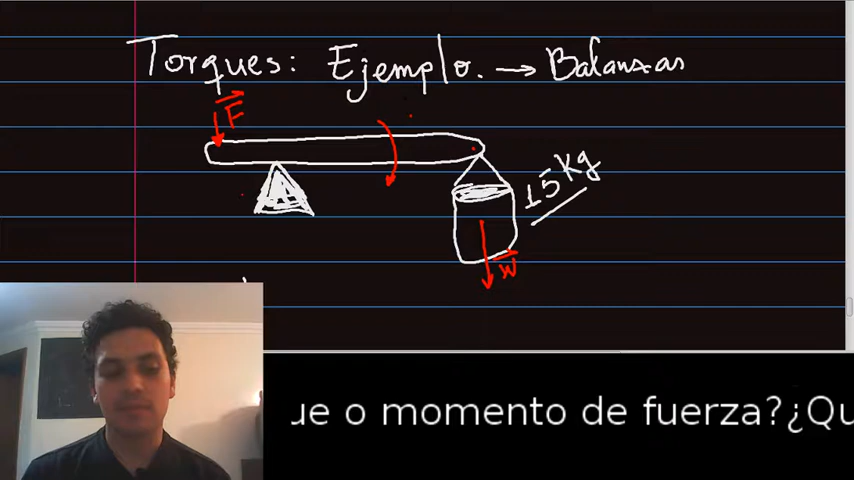 Torques: Ejemplo. → Balanzas
F
15 Kg
W
ue o momento de fuerza?¿Qu